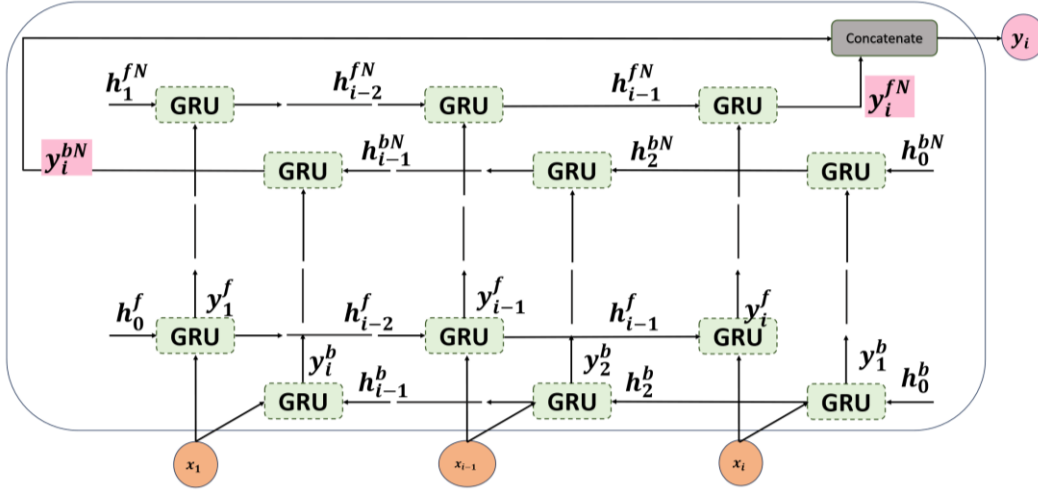 Concatenate
y_i
h_1^{fN} GRU h_{i-2}^{fN} GRU h_{i-1}^{fN} GRU y_i^{fN}
y_i^{bN} GRU h_{i-1}^{bN} GRU h_2^{bN} GRU h_0^{bN}
h_0^f y_1^f GRU h_{i-2}^f y_{i-1}^f GRU h_{i-1}^f y_i^f GRU
y_i^b GRU h_{i-1}^b y_2^b GRU h_2^b y_1^b GRU h_0^b
x_1 x_{i-1} x_i